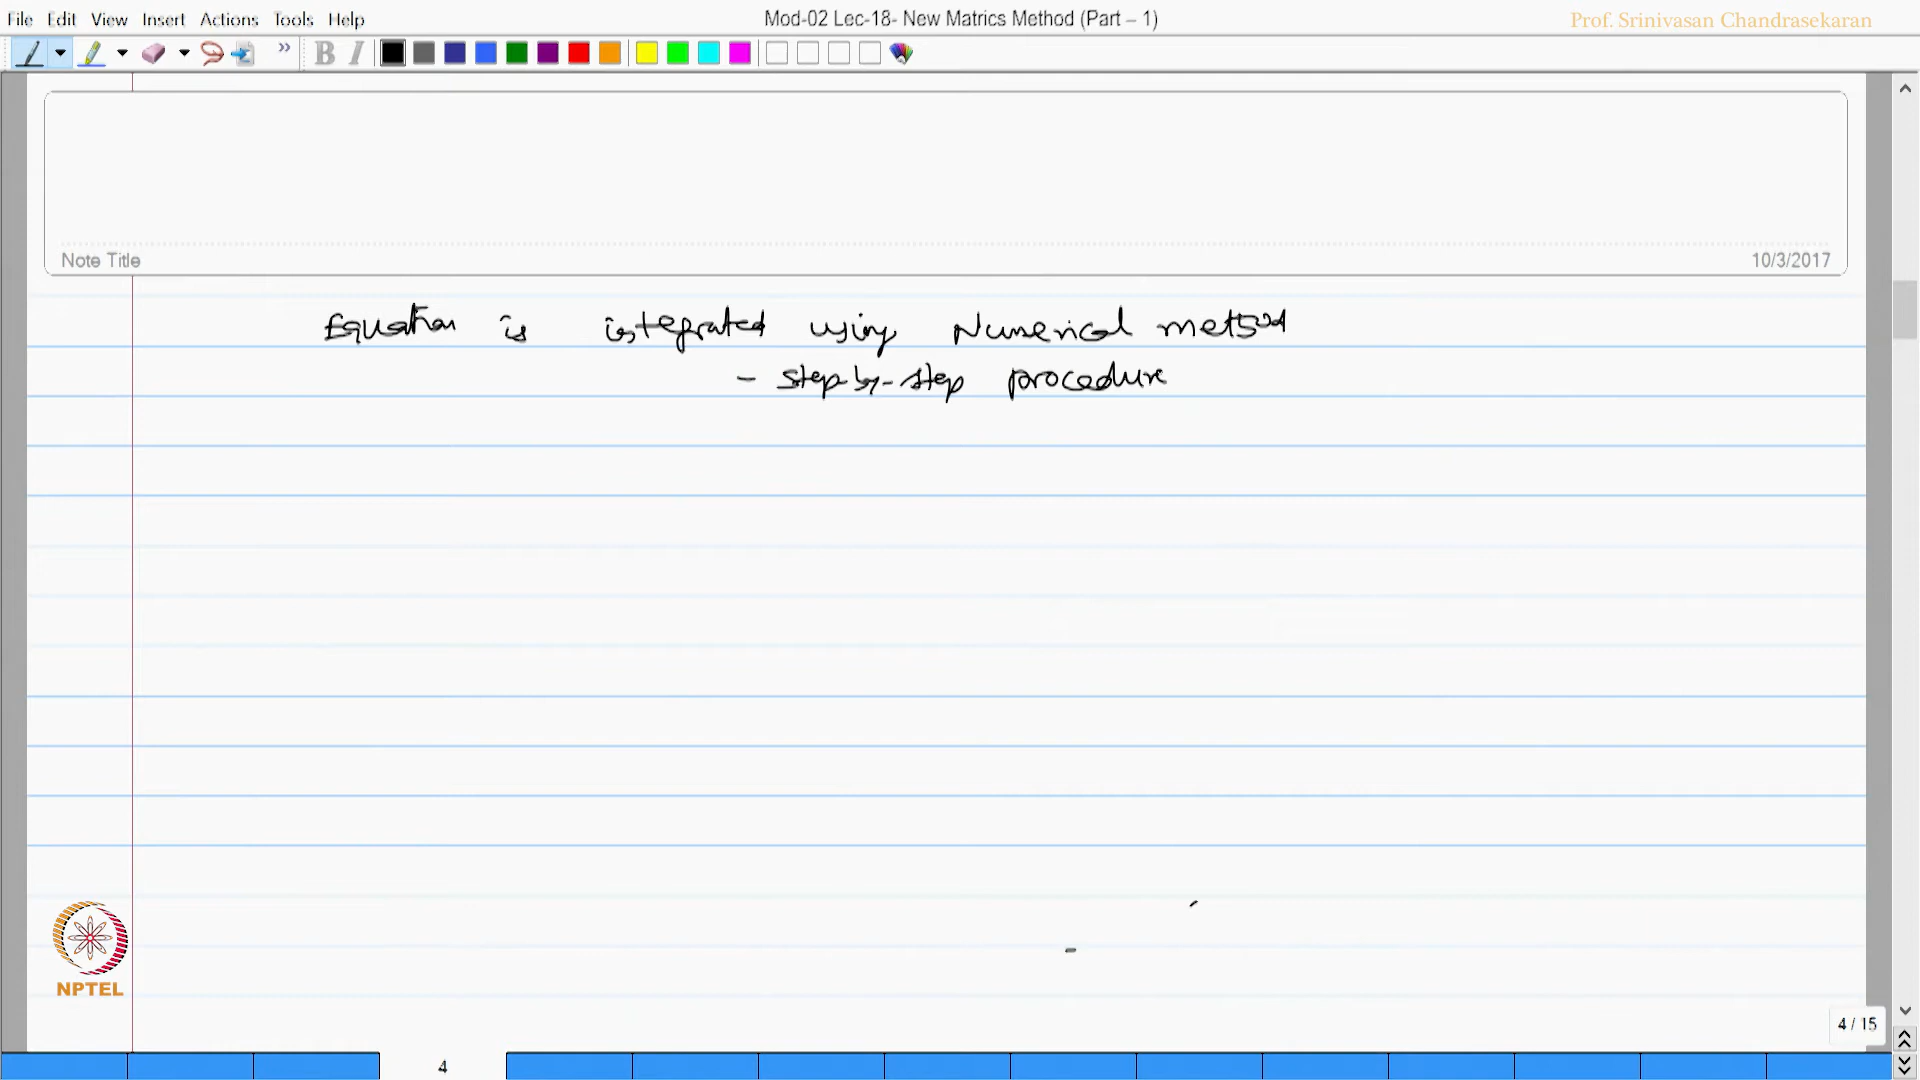 File Edit View Insert Actions Tools Help
Mod-02 Lec-18- New Matrics Method (Part – 1)
Prof. Srinivasan Chandrasekaran
B I
Note Title
10/3/2017
Equation is integrated using Numerical method
- step-by-step procedure
NPTEL
4 / 15
4